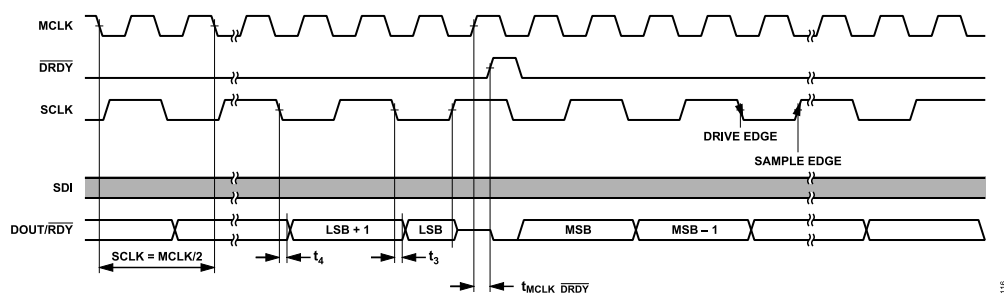 MCLK
DRDY
SCLK
DRIVE EDGE
SAMPLE EDGE
SDI
DOUT/RDY
LSB + 1
LSB
MSB
MSB – 1
SCLK = MCLK/2
t4
t3
tMCLK DRDY
116